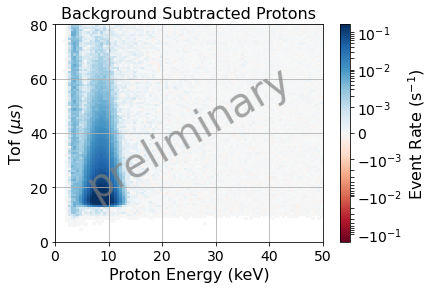 Background Subtracted Protons
80
60
40
20
0
Tof (μs)
0 10 20 30 40 50
Proton Energy (keV)
preliminary
10⁻¹
10⁻²
10⁻³
0
−10⁻³
−10⁻²
−10⁻¹
Event Rate (s⁻¹)